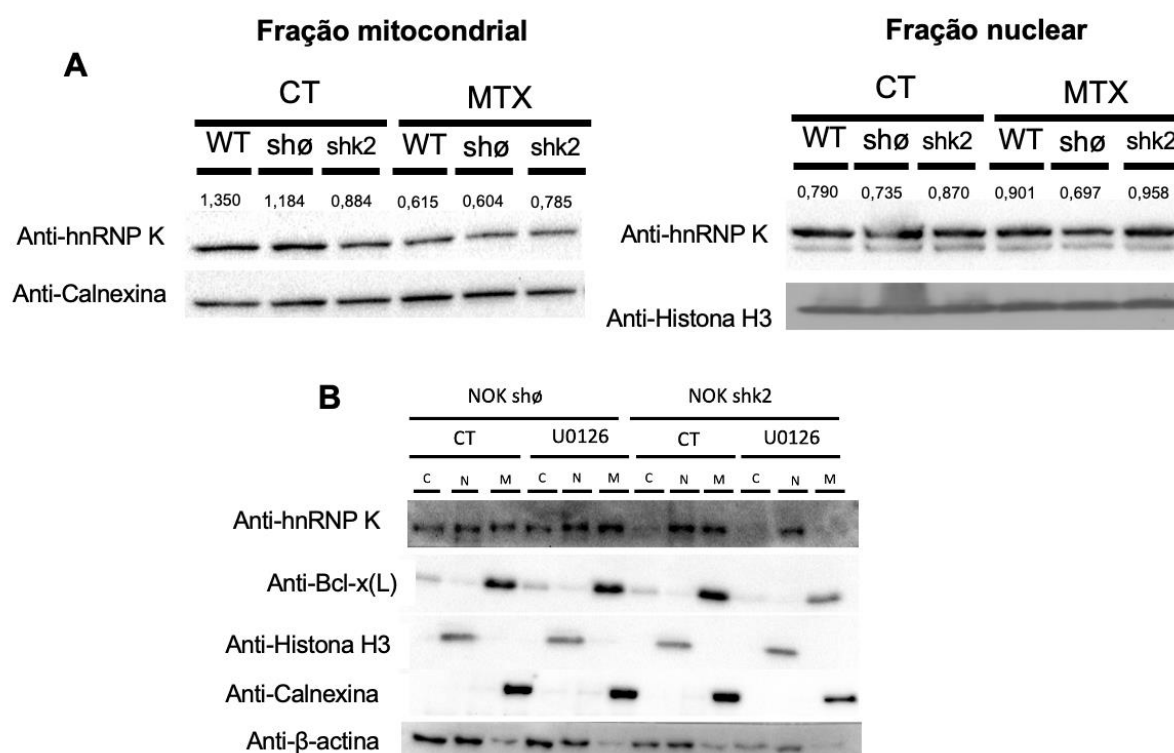 Fração mitocondrial
A
CT MTX
WT shø shk2 WT shø shk2
1,350 1,184 0,884 0,615 0,604 0,785
Anti-hnRNP K
Anti-Calnexina
Fração nuclear
CT MTX
WT shø shk2 WT shø shk2
0,790 0,735 0,870 0,901 0,697 0,958
Anti-hnRNP K
Anti-Histona H3
B
NOK shø NOK shk2
CT U0126 CT U0126
C N M C N M C N M C N M
Anti-hnRNP K
Anti-Bcl-x(L)
Anti-Histona H3
Anti-Calnexina
Anti-β-actina